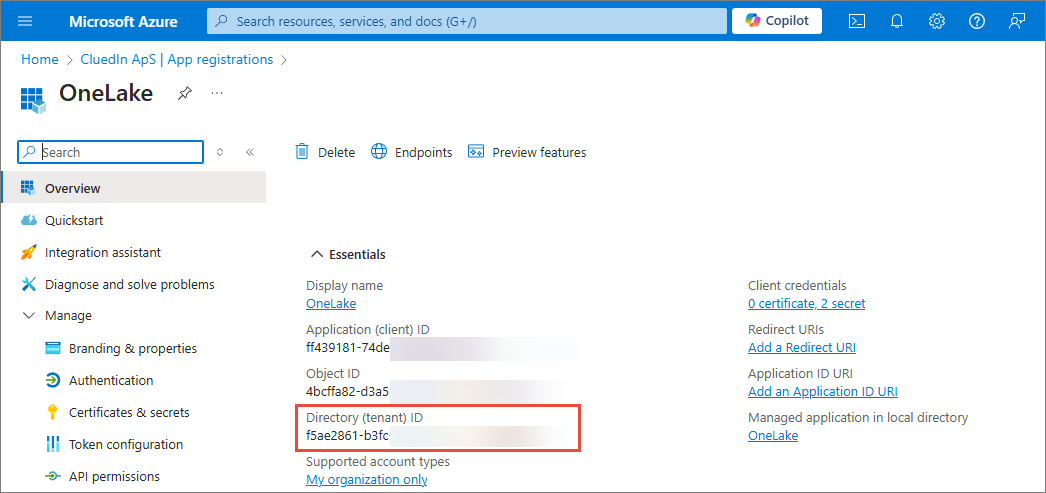 Microsoft Azure
Search resources, services, and docs (G+/)
Copilot
Home > CluedIn ApS | App registrations >
OneLake
...
Search
Delete
Endpoints
Preview features
Overview
Quickstart
Integration assistant
Diagnose and solve problems
Manage
Branding & properties
Authentication
Certificates & secrets
Token configuration
API permissions
Essentials
Display name
OneLake
Application (client) ID
ff439181-74de
Object ID
4bcffa82-d3a5
Directory (tenant) ID
f5ae2861-b3fc-
Supported account types
My organization only
Client credentials
0 certificate, 2 secret
Redirect URIs
Add a Redirect URI
Application ID URI
Add an Application ID URI
Managed application in local directory
OneLake